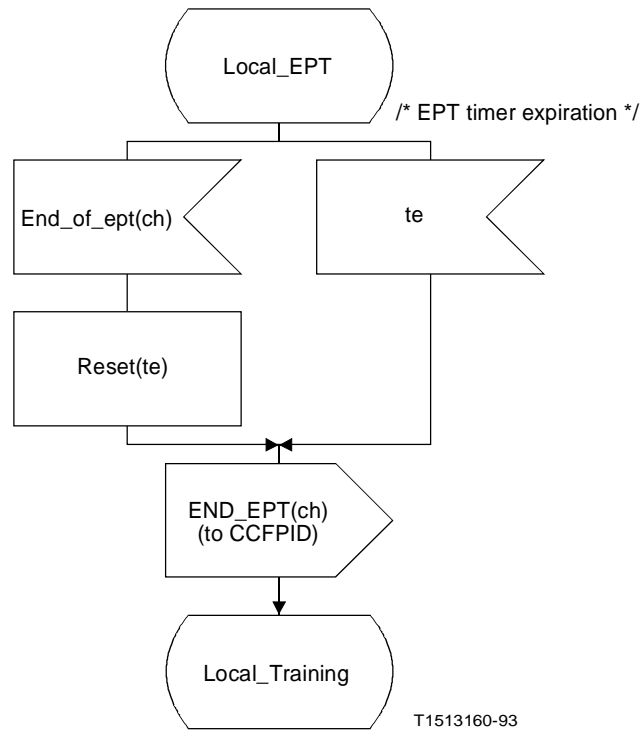 Local_EPT
/* EPT timer expiration */
End_of_ept(ch)
te
Reset(te)
END_EPT(ch)
(to CCFPID)
Local_Training
T1513160-93